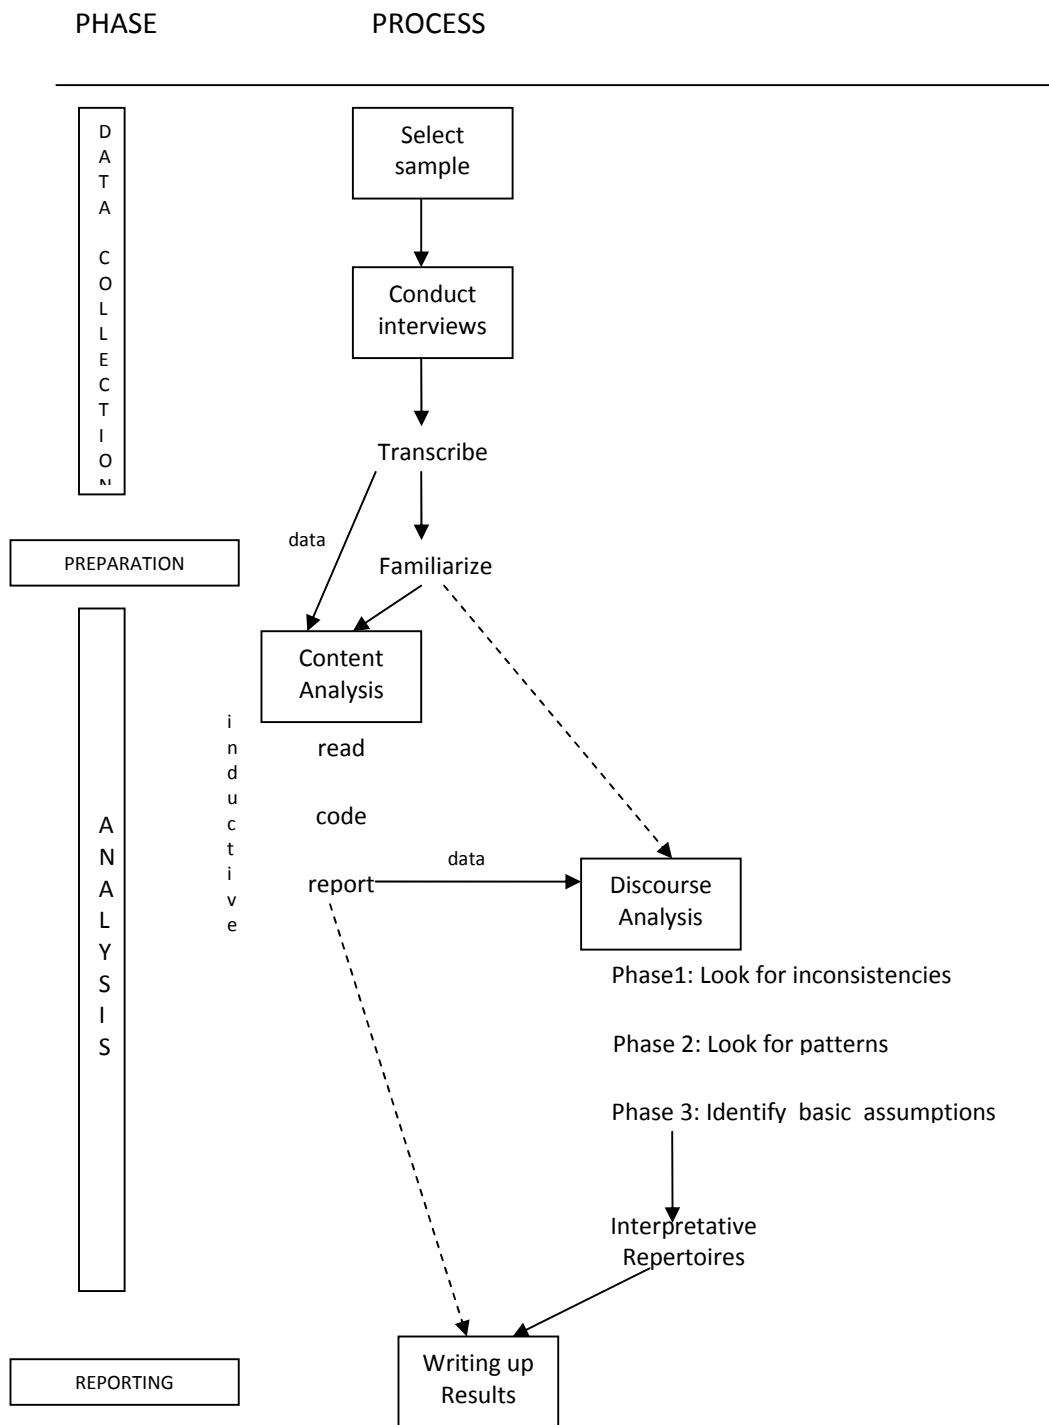 PHASE PROCESS
DATA COLLECTION
Select
sample
Conduct
interviews
Transcribe
data
PREPARATION
Familiarize
Content
Analysis
inductive
read
code
report
data
ANALYSIS
Discourse
Analysis
Phase1: Look for inconsistencies
Phase 2: Look for patterns
Phase 3: Identify basic assumptions
Interpretative
Repertoires
REPORTING
Writing up
Results